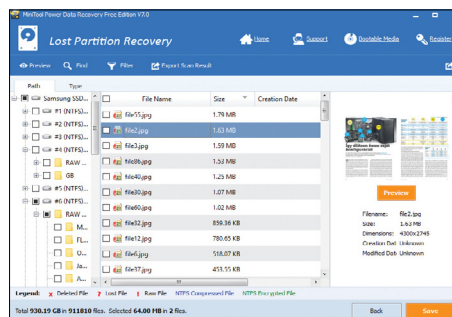 MiniTool Power Data Recovery Free Edition V7.0
Lost Partition Recovery
Home
Support
Bootable Media
Register
Preview
Find
Filter
Export Scan Result
Path
Type
File Name
Size
Creation Date
Samsung SSD...
#1 (NTFS)...
#2 (NTFS)...
#3 (NTFS)...
#4 (NTFS)...
RAW ...
GB
#5 (NTFS)...
#6 (NTFS)...
RAW ...
M...
FL...
O...
Ja...
A...
file55.jpg 1.79 MB
file2.jpg 1.63 MB
file3.jpg 1.59 MB
file86.jpg 1.53 MB
file40.jpg 1.25 MB
file30.jpg 1.07 MB
file60.jpg 1.02 MB
file32.jpg 859.36 KB
file12.jpg 780.65 KB
file6.jpg 518.07 KB
file37.jpg 453.55 KB
Preview
Filename: file2.jpg
Size: 1.63 MB
Dimensions: 4300x2745
Creation Dat Unknown
Modified Dat Unknown
Legend: x Deleted File ? Lost File ! Raw File NTFS Compressed File NTFS Encrypted File
Total 930.19 GB in 911810 files. Selected 64.00 MB in 2 files.
Back
Save